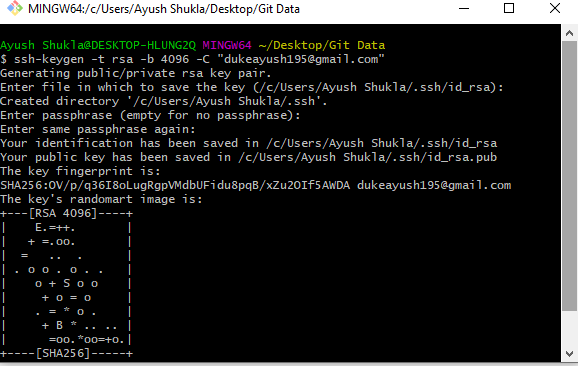 MINGW64:/c/Users/Ayush Shukla/Desktop/Git Data
Ayush Shukla@DESKTOP-HLUNG2Q MINGW64 ~/Desktop/Git Data
$ ssh-keygen -t rsa -b 4096 -C "dukeayush195@gmail.com"
Generating public/private rsa key pair.
Enter file in which to save the key (/c/Users/Ayush Shukla/.ssh/id_rsa):
Created directory '/c/Users/Ayush Shukla/.ssh'.
Enter passphrase (empty for no passphrase):
Enter same passphrase again:
Your identification has been saved in /c/Users/Ayush Shukla/.ssh/id_rsa
Your public key has been saved in /c/Users/Ayush Shukla/.ssh/id_rsa.pub
The key fingerprint is:
SHA256:OV/p/q36I8oLugRgpVMdbUFidu8pqB/xZu2OIf5AWDA dukeayush195@gmail.com
The key's randomart image is:
+---[RSA 4096]----+
|    E.=++.       |
|   + =.oo.       |
|  =   ..  .      |
| . o o . o . .   |
|    o + S o o    |
|     + o = o     |
|    . = * o .    |
|     + B * .. .. |
|      =oo.*oo=+o.|
+----[SHA256]-----+